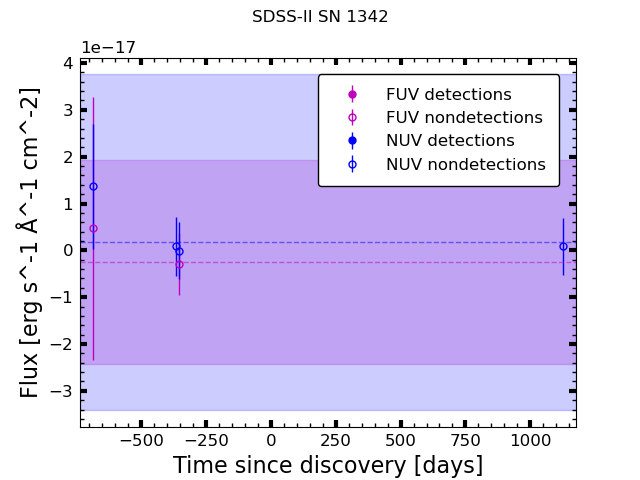 SDSS-II SN 1342
1e−17
4
3
2
1
0
−1
−2
−3
Flux [erg s^-1 Å^-1 cm^-2]
FUV detections
FUV nondetections
NUV detections
NUV nondetections
−500 −250 0 250 500 750 1000
Time since discovery [days]